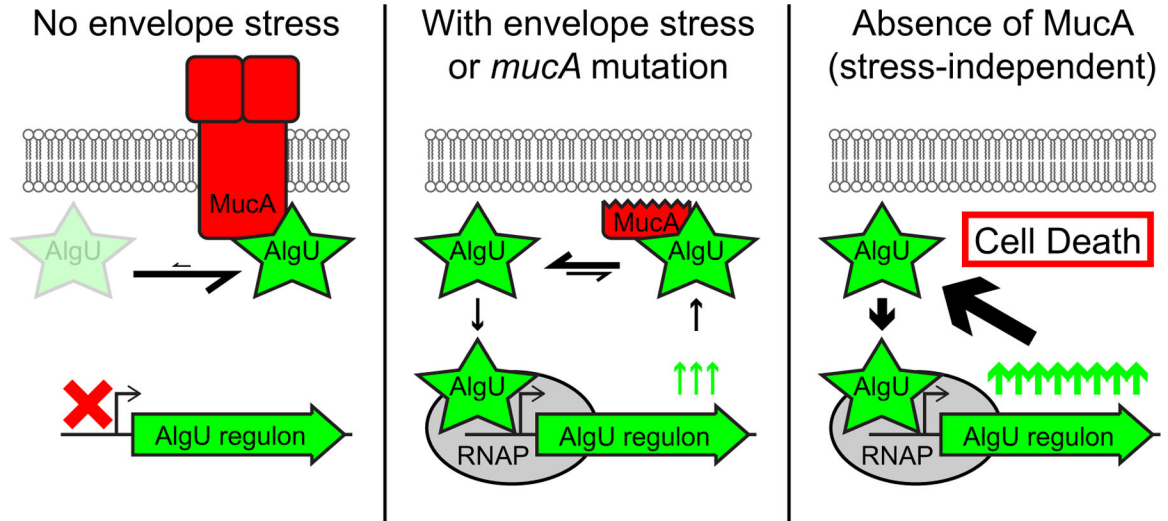 No envelope stress
MucA
AlgU
AlgU
AlgU regulon
With envelope stress
or mucA mutation
MucA
AlgU
AlgU
AlgU
RNAP
AlgU regulon
Absence of MucA
(stress-independent)
AlgU
Cell Death
AlgU
RNAP
AlgU regulon